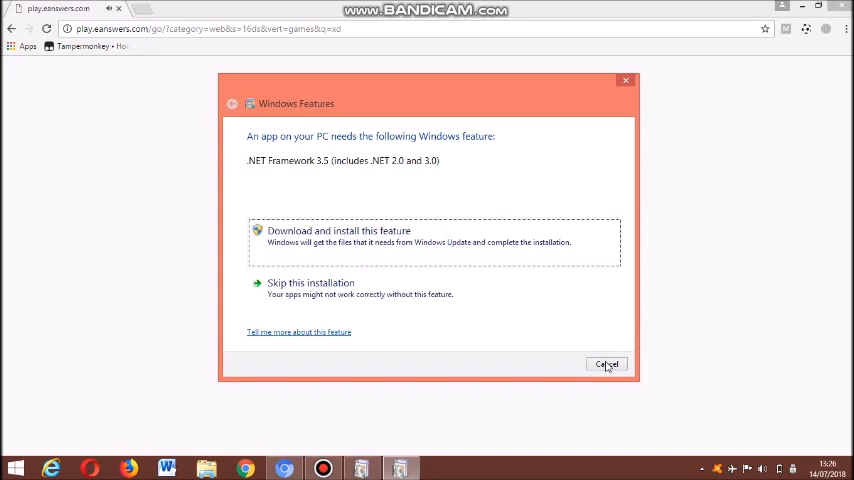 www.BANDICAM.com
play.eanswers.com
play.eanswers.com/go/?category=web&s=16ds&vert=games&q=xd
Apps Tampermonkey • Ho
Windows Features
An app on your PC needs the following Windows feature:
.NET Framework 3.5 (includes .NET 2.0 and 3.0)
Download and install this feature
Windows will get the files that it needs from Windows Update and complete the installation.
Skip this installation
Your apps might not work correctly without this feature.
Tell me more about this feature
Cancel
13:26
14/07/2018